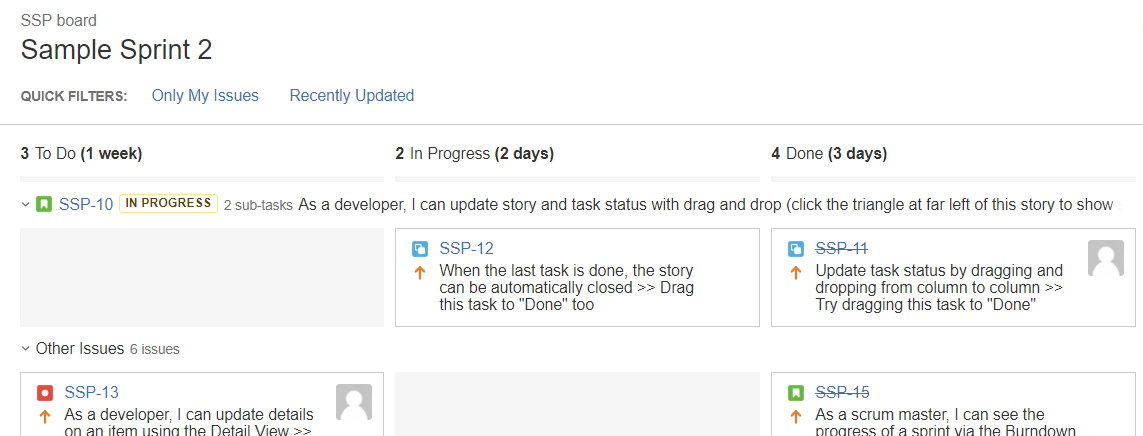 SSP board
Sample Sprint 2
QUICK FILTERS: Only My Issues Recently Updated
3 To Do (1 week) 2 In Progress (2 days) 4 Done (3 days)
SSP-10 IN PROGRESS 2 sub-tasks As a developer, I can update story and task status with drag and drop (click the triangle at far left of this story to show
SSP-12
When the last task is done, the story
can be automatically closed >> Drag
this task to "Done" too
SSP-11
Update task status by dragging and
dropping from column to column >>
Try dragging this task to "Done"
Other Issues 6 issues
SSP-13
As a developer, I can update details
on an item using the Detail View >>
SSP-15
As a scrum master, I can see the
progress of a sprint via the Burndown